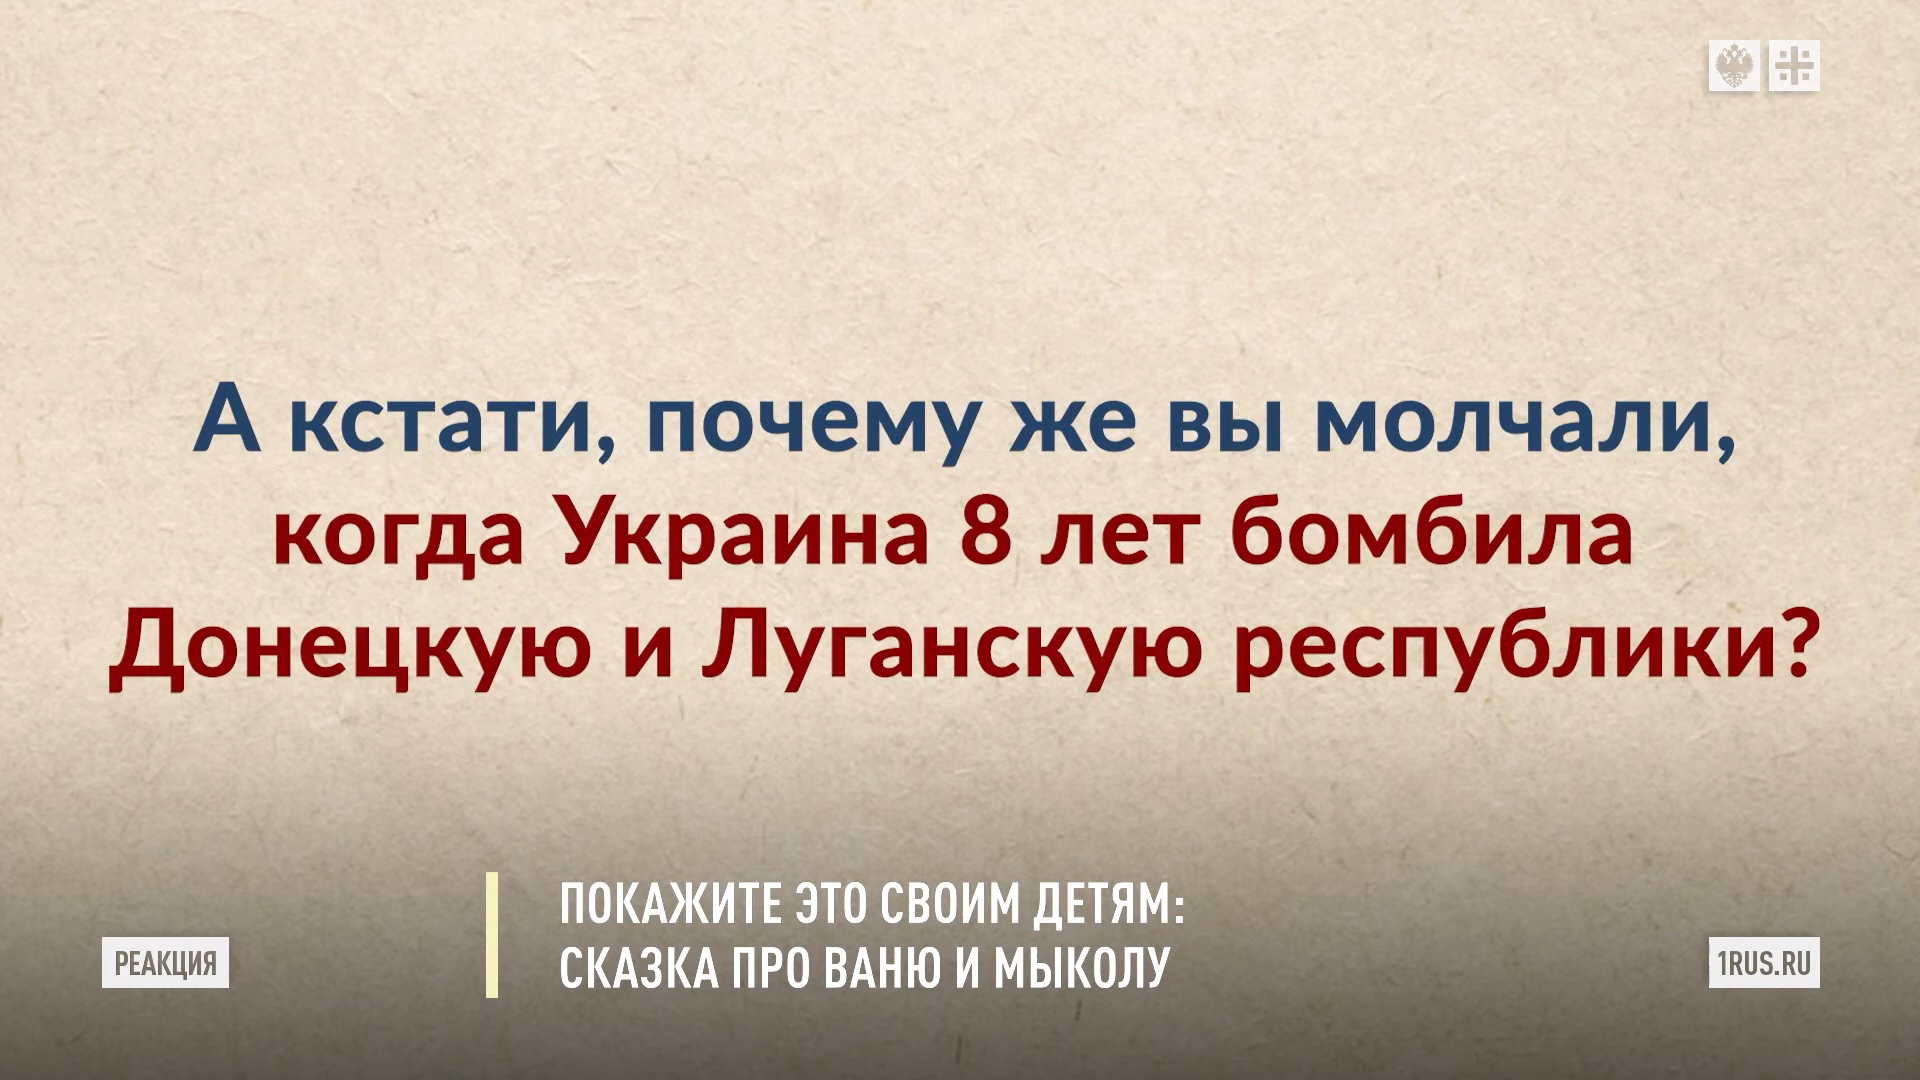 А кстати, почему же вы молчали,
когда Украина 8 лет бомбила
Донецкую и Луганскую республики?
ПОКАЖИТЕ ЭТО СВОИМ ДЕТЯМ:
СКАЗКА ПРО ВАНЮ И МЫКОЛУ
РЕАКЦИЯ
1RUS.RU